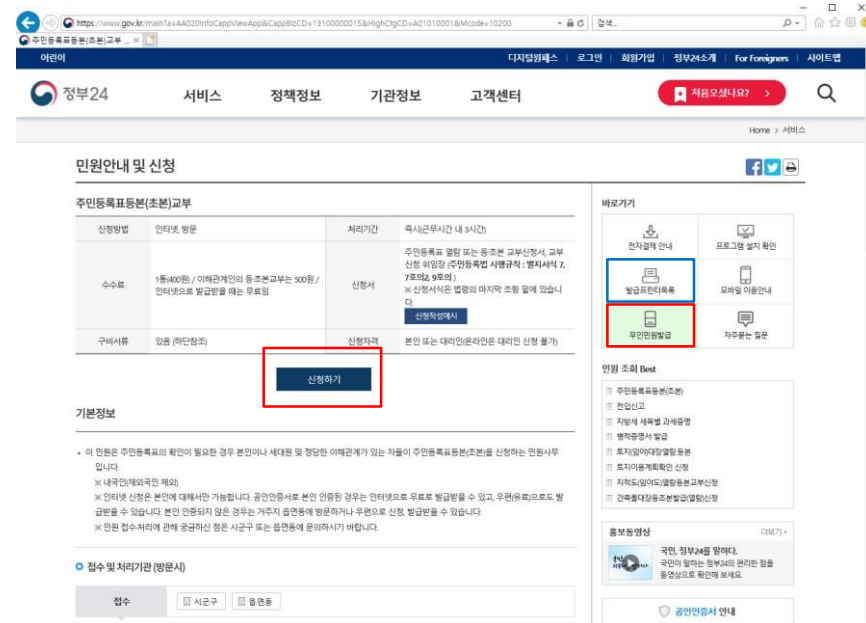 https://www.gov.kr/main?a=AA020InfoCappViewApp&CappBizCD=13100000015&HighCtgCD=A01010001&Mcode=10200
검색...
주민등록표등본(초본)교부 ...
어린이
디지털원패스
로그인
회원가입
정부24소개
For Foreigners
사이트맵
정부24
서비스
정책정보
기관정보
고객센터
처음오셨나요? >
Home > 서비스
민원안내 및 신청
주민등록표등본(초본)교부
신청방법
인터넷, 방문
처리기간
즉시(근무시간 내 3시간)
수수료
1통(400원) / 이해관계인의 등·초본교부는 500원 /
인터넷으로 발급받을 때는 무료임
신청서
주민등록표 열람 또는 등·초본 교부신청서, 교부
신청 위임장 (주민등록법 시행규칙 : 별지서식 7,
7호의2, 9호의 )
※ 신청서식은 법령의 마지막 조항 밑에 있습니
다.
신청작성예시
구비서류
있음 (하단참조)
신청자격
본인 또는 대리인(온라인은 대리인 신청 불가)
신청하기
기본정보
• 이 민원은 주민등록표의 확인이 필요한 경우 본인이나 세대원 및 정당한 이해관계가 있는 자들이 주민등록표등본(초본)을 신청하는 민원사무
입니다.
※ 내국인(재외국인 제외)
※ 인터넷 신청은 본인에 대해서만 가능합니다. 공인인증서로 본인 인증된 경우는 인터넷으로 무료로 발급받을 수 있고, 우편(유료)으로도 발
급받을 수 있습니다. 본인 인증되지 않은 경우는 거주지 읍면동에 방문하거나 우편으로 신청, 발급받을 수 있습니다.
※ 민원 접수·처리에 관해 궁금하신 점은 시군구 또는 읍면동에 문의하시기 바랍니다.
접수 및 처리기관 (방문시)
접수
시군구
읍면동
바로가기
전자결제 안내
프로그램 설치 확인
발급프린터목록
모바일 이용안내
무인민원발급
자주묻는 질문
민원 조회 Best
주민등록표등본(초본)
전입신고
지방세 세목별 과세증명
병적증명서 발급
토지(임야)대장열람·등본
토지이용계획확인 신청
지적도(임야도)열람등본교부신청
건축물대장등초본발급(열람)신청
홍보동영상
더보기
국민, 정부24를 말하다.
국민이 말하는 정부24의 편리한 점을
동영상으로 확인해 보세요.
공인인증서 안내